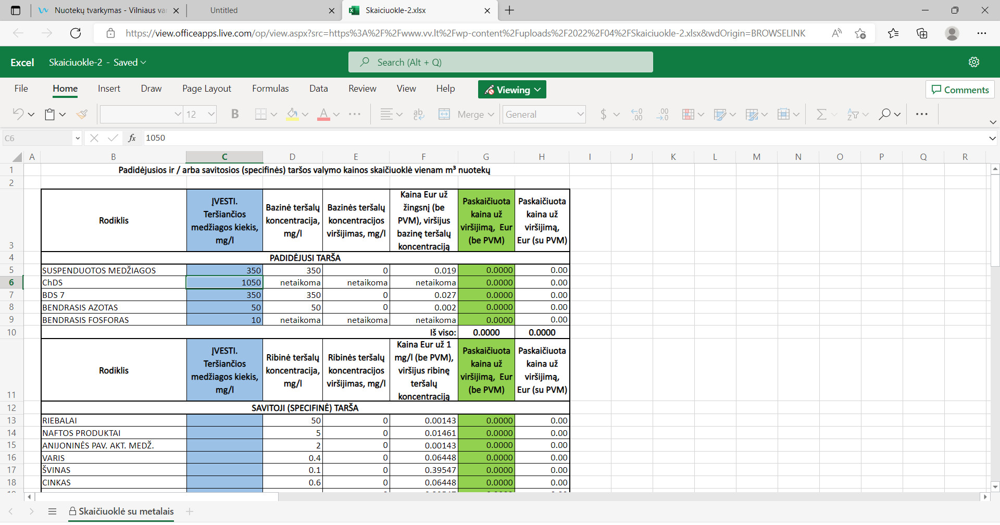 Nuotekų tvarkymas - Vilniaus va
Untitled
Skaiciuokle-2.xlsx
https://view.officeapps.live.com/op/view.aspx?src=https%3A%2F%2Fwww.vv.lt%2Fwp-content%2Fuploads%2F2022%2F04%2FSkaiciuokle-2.xlsx&wdOrigin=BROWSELINK
Excel Skaiciuokle-2 - Saved Search (Alt + Q)
File Home Insert Draw Page Layout Formulas Data Review View Help Viewing Comments
12 B A ab Merge General $
C6 fx 1050
A B C D E F G H I J K L M N O P Q R
1 Padidėjusios ir / arba savitosios (specifinės) taršos valymo kainos skaičiuoklė vienam m³ nuotekų
2
3
Rodiklis
ĮVESTI.
Teršiančios
medžiagos kiekis,
mg/l
Bazinė teršalų
koncentracija,
mg/l
Bazinės teršalų
koncentracijos
viršijimas, mg/l
Kaina Eur už
žingsnį (be
PVM), viršijus
bazinę teršalų
koncentraciją
Paskaičiuota
kaina už
viršijimą, Eur
(be PVM)
Paskaičiuota
kaina už
viršijimą,
Eur (su PVM)
4 PADIDĖJUSI TARŠA
5 SUSPENDUOTOS MEDŽIAGOS 350 350 0 0.019 0.0000 0.00
6 ChDS 1050 netaikoma netaikoma netaikoma 0.0000 0.00
7 BDS 7 350 350 0 0.027 0.0000 0.00
8 BENDRASIS AZOTAS 50 50 0 0.002 0.0000 0.00
9 BENDRASIS FOSFORAS 10 netaikoma netaikoma netaikoma 0.0000 0.00
10 Iš viso: 0.0000 0.0000
11
Rodiklis
ĮVESTI.
Teršiančios
medžiagos kiekis,
mg/l
Ribinė teršalų
koncentracija,
mg/l
Ribinės teršalų
koncentracijos
viršijimas, mg/l
Kaina Eur už 1
mg/l (be PVM),
viršijus ribinę
teršalų
koncentraciją
Paskaičiuota
kaina už
viršijimą, Eur
(be PVM)
Paskaičiuota
kaina už
viršijimą,
Eur (su PVM)
12 SAVITOJI (SPECIFINĖ) TARŠA
13 RIEBALAI 50 0 0.00143 0.0000 0.00
14 NAFTOS PRODUKTAI 5 0 0.01461 0.0000 0.00
15 ANIJONINĖS PAV. AKT. MEDŽ. 2 0 0.00143 0.0000 0.00
16 VARIS 0.4 0 0.06448 0.0000 0.00
17 ŠVINAS 0.1 0 0.39547 0.0000 0.00
18 CINKAS 0.6 0 0.06448 0.0000 0.00
Skaičiuoklė su metalais